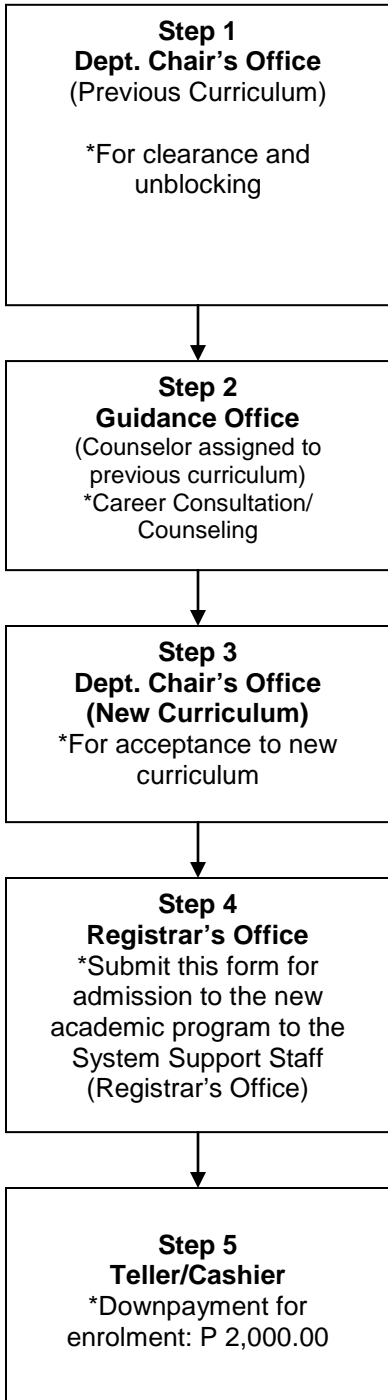 Step 1
Dept. Chair's Office
(Previous Curriculum)
*For clearance and
unblocking
Step 2
Guidance Office
(Counselor assigned to
previous curriculum)
*Career Consultation/
Counseling
Step 3
Dept. Chair's Office
(New Curriculum)
*For acceptance to new
curriculum
Step 4
Registrar's Office
*Submit this form for
admission to the new
academic program to the
System Support Staff
(Registrar's Office)
Step 5
Teller/Cashier
*Downpayment for
enrolment: P 2,000.00